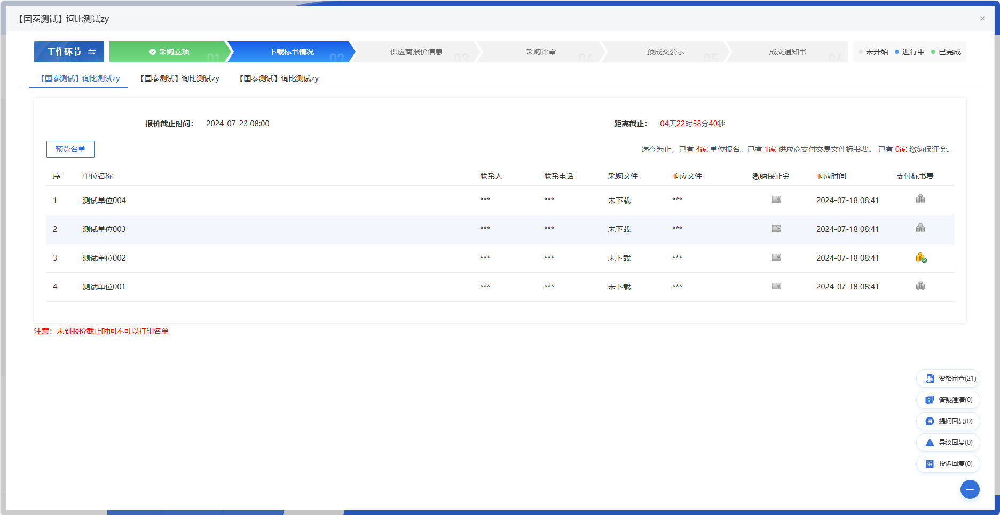 【国泰测试】询比测试zy
工作环节
采购立项 01
下载标书情况 02
供应商报价信息 03
采购评审 04
预成交公示 05
成交通知书 06
未开始 进行中 已完成
【国泰测试】询比测试zy 【国泰测试】询比测试zy 【国泰测试】询比测试zy
报价截止时间： 2024-07-23 08:00 距离截止： 04天22时58分40秒
预览名单 迄今为止，已有 4家 单位报名。已有 1家 供应商支付交易文件标书费。 已有 0家 缴纳保证金。
序 单位名称 联系人 联系电话 采购文件 响应文件 缴纳保证金 响应时间 支付标书费
1 测试单位004 *** *** 未下载 *** 2024-07-18 08:41
2 测试单位003 *** *** 未下载 *** 2024-07-18 08:41
3 测试单位002 *** *** 未下载 *** 2024-07-18 08:41
4 测试单位001 *** *** 未下载 *** 2024-07-18 08:41
注意：未到报价截止时间不可以打印名单
资格审查(21)
答疑澄清(0)
问 提问回复(0)
异议回复(0)
诉 投诉回复(0)